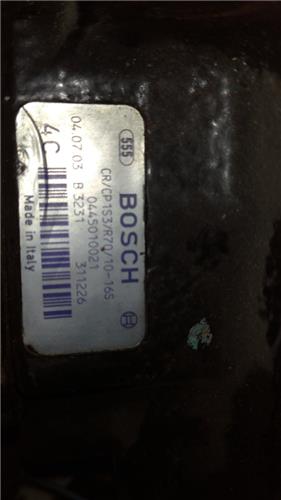 555 BOSCH
CR/CP1S3/R70/10-16S
0445010021
04.07.03 B 3231 311226
4C
Made in Italy